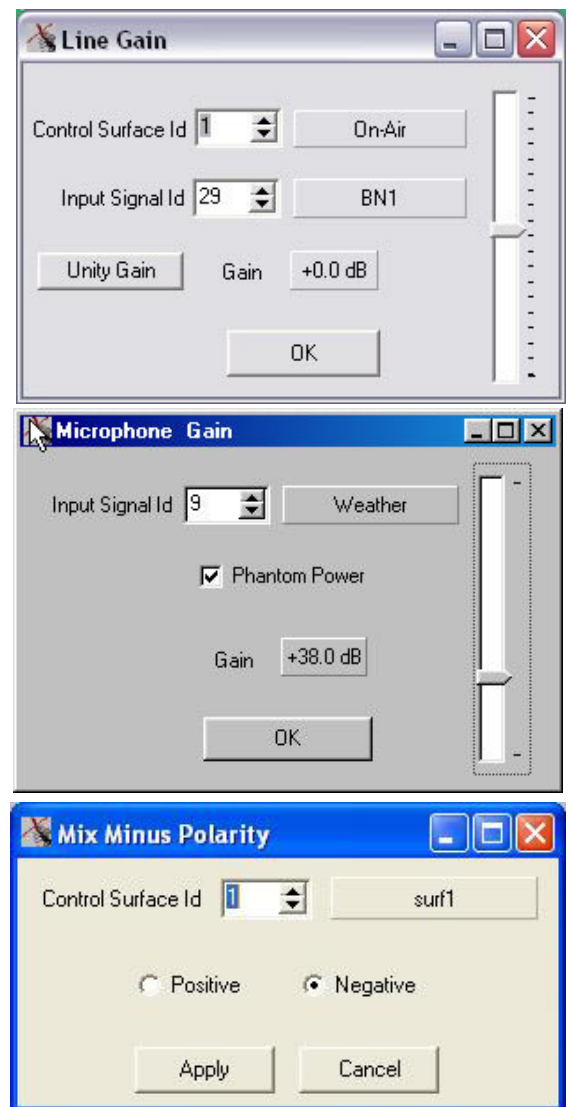 Line Gain
Control Surface Id 1 On-Air
Input Signal Id 29 BN1
Unity Gain Gain +0.0 dB
OK
Microphone Gain
Input Signal Id 9 Weather
Phantom Power
Gain +38.0 dB
OK
Mix Minus Polarity
Control Surface Id 1 surf1
Positive Negative
Apply Cancel